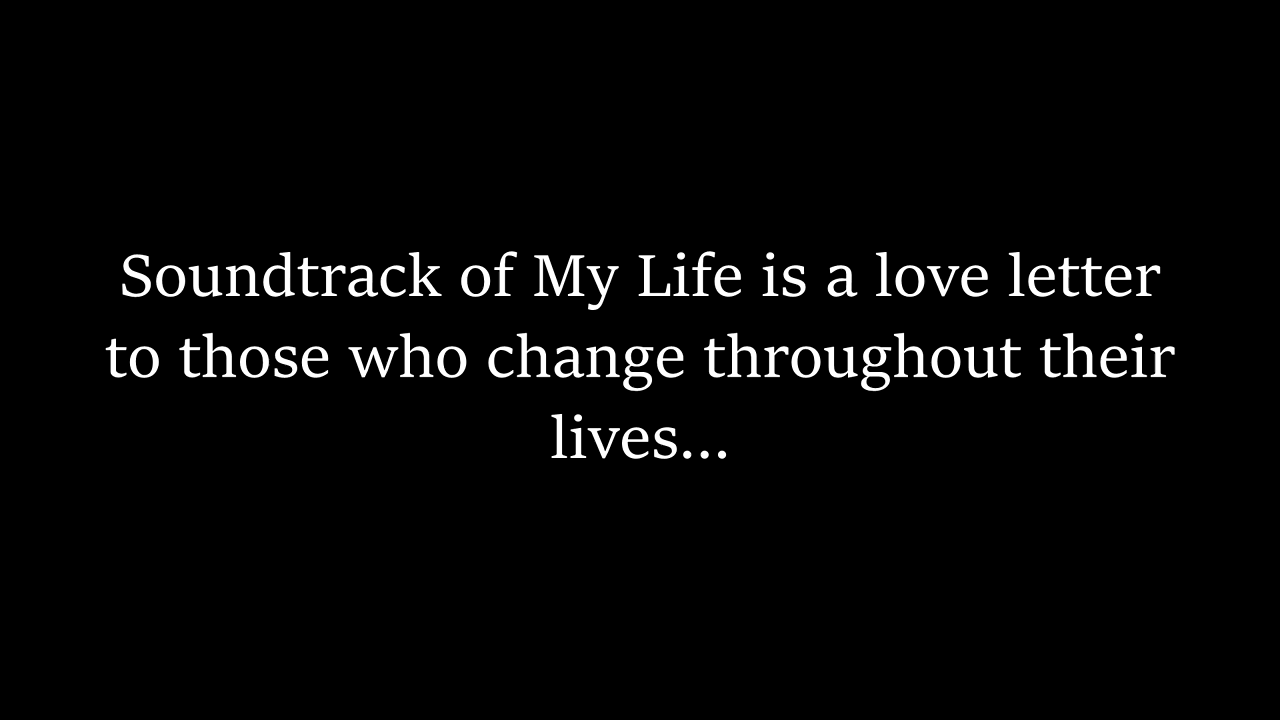 Soundtrack of My Life is a love letter
to those who change throughout their
lives...